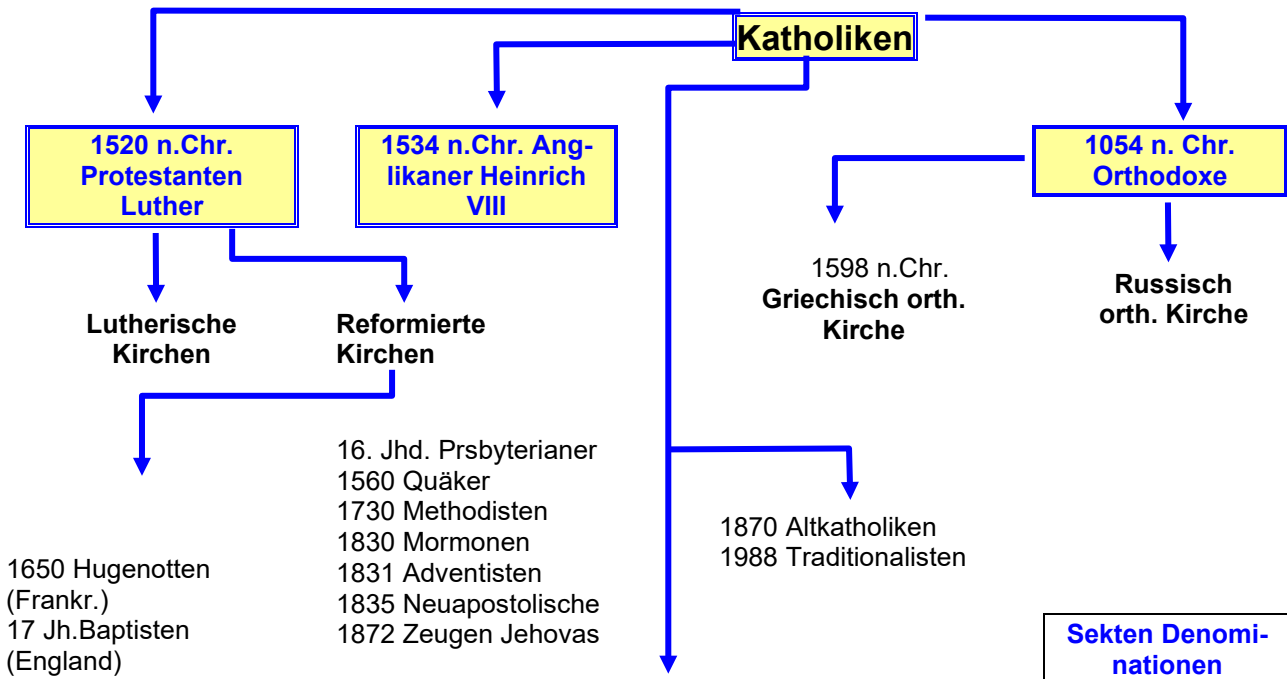 Katholiken
1520 n.Chr.
Protestanten
Luther
1534 n.Chr. Ang-
likaner Heinrich
VIII
1054 n. Chr.
Orthodoxe
1598 n.Chr.
Griechisch orth.
Kirche
Russisch
orth. Kirche
Lutherische
Kirchen
Reformierte
Kirchen
16. Jhd. Prsbyterianer
1560 Quäker
1730 Methodisten
1830 Mormonen
1831 Adventisten
1835 Neuapostolische
1872 Zeugen Jehovas
1870 Altkatholiken
1988 Traditionalisten
1650 Hugenotten
(Frankr.)
17 Jh.Baptisten
(England)
Sekten Denomi-
nationen